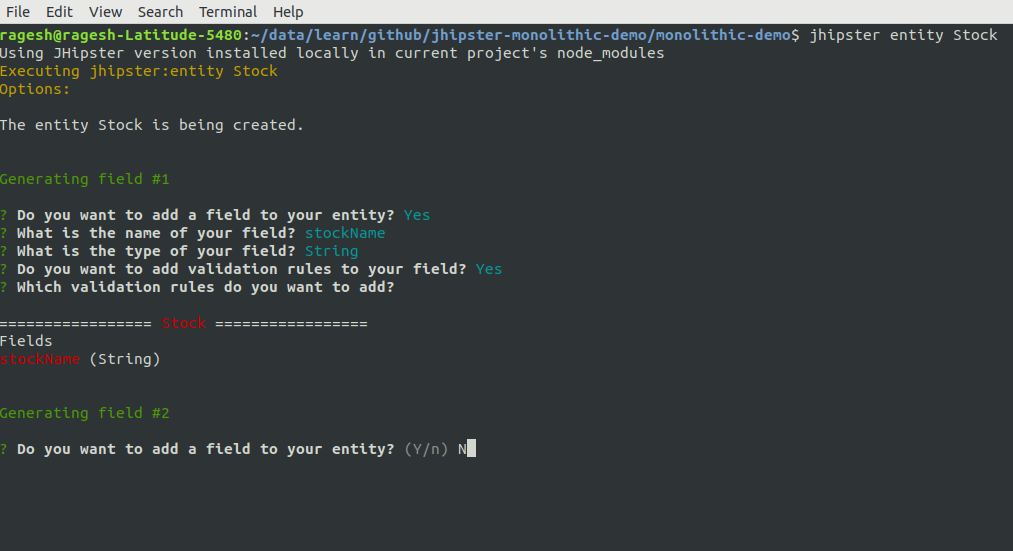 File Edit View Search Terminal Help
ragesh@ragesh-Latitude-5480:~/data/learn/github/jhipster-monolithic-demo/monolithic-demo$ jhipster entity Stock
Using JHipster version installed locally in current project's node_modules
Executing jhipster:entity Stock
Options:
The entity Stock is being created.
Generating field #1
? Do you want to add a field to your entity? Yes
? What is the name of your field? stockName
? What is the type of your field? String
? Do you want to add validation rules to your field? Yes
? Which validation rules do you want to add?
================= Stock =================
Fields
stockName (String)
Generating field #2
? Do you want to add a field to your entity? (Y/n) N